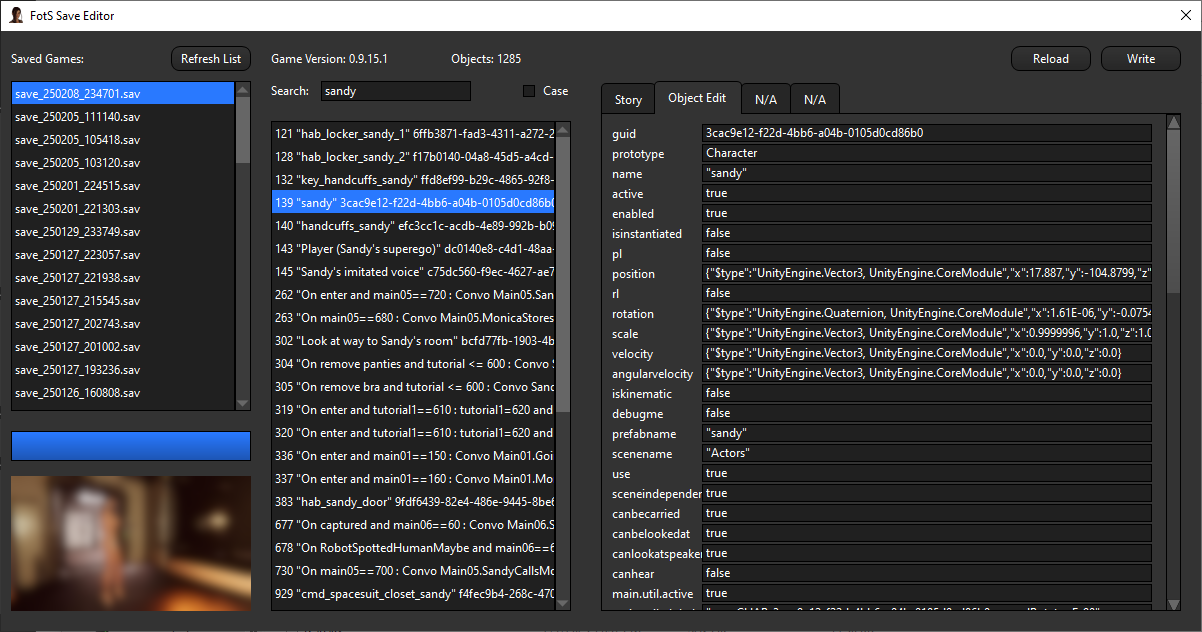 FotS Save Editor
Saved Games:
Refresh List
Game Version: 0.9.15.1
Objects: 1285
Reload
Write
Search:
sandy
Case
save_250208_234701.sav
save_250205_111140.sav
save_250205_105418.sav
save_250205_103120.sav
save_250201_224515.sav
save_250201_221303.sav
save_250129_233749.sav
save_250127_223057.sav
save_250127_221938.sav
save_250127_215545.sav
save_250127_202743.sav
save_250127_201002.sav
save_250127_193236.sav
save_250126_160808.sav
121 "hab_locker_sandy_1" 6ffb3871-fad3-4311-a272-2
128 "hab_locker_sandy_2" f17b0140-04a8-45d5-a4cd-
132 "key_handcuffs_sandy" ffd8ef99-b29c-4865-92f8-
139 "sandy" 3cac9e12-f22d-4bb6-a04b-0105d0cd86b0
140 "handcuffs_sandy" efc3cc1c-acdb-4e89-992b-b09
143 "Player (Sandy's superego)" dc0140e8-c4d1-48aa-
145 "Sandy's imitated voice" c75dc560-f9ec-4627-ae7
262 "On enter and main05==720 : Convo Main05.San
263 "On main05==680 : Convo Main05.MonicaStores
302 "Look at way to Sandy's room" bcfd77fb-1903-4b
304 "On remove panties and tutorial <= 600 : Convo
305 "On remove bra and tutorial <= 600 : Convo Sand
319 "On enter and tutorial1==610 : tutorial1=620 and
320 "On enter and tutorial1==610 : tutorial1=620 and
336 "On enter and main01==150 : Convo Main01.Goi
337 "On enter and main01==160 : Convo Main01.Mo
383 "hab_sandy_door" 9fdf6439-82e4-486e-9445-8be6
677 "On captured and main06==60 : Convo Main06.S
678 "On RobotSpottedHumanMaybe and main06==6
730 "On main05==700 : Convo Main05.SandyCallsMo
929 "cmd_spacesuit_closet_sandy" f4fec9b4-268c-470
Story
Object Edit
N/A
N/A
guid 3cac9e12-f22d-4bb6-a04b-0105d0cd86b0
prototype Character
name "sandy"
active true
enabled true
isinstantiated false
pl false
position {"$type":"UnityEngine.Vector3, UnityEngine.CoreModule","x":17.887,"y":-104.8799,"z"
rl false
rotation {"$type":"UnityEngine.Quaternion, UnityEngine.CoreModule","x":1.61E-06,"y":-0.0754
scale {"$type":"UnityEngine.Vector3, UnityEngine.CoreModule","x":0.9999996,"y":1.0,"z":1.0
velocity {"$type":"UnityEngine.Vector3, UnityEngine.CoreModule","x":0.0,"y":0.0,"z":0.0}
angularvelocity {"$type":"UnityEngine.Vector3, UnityEngine.CoreModule","x":0.0,"y":0.0,"z":0.0}
iskinematic false
debugme false
prefabname "sandy"
scenename "Actors"
use true
sceneindepender true
canbecarried true
canbelookedat true
canlookatspeake true
canhear false
main.util.active true